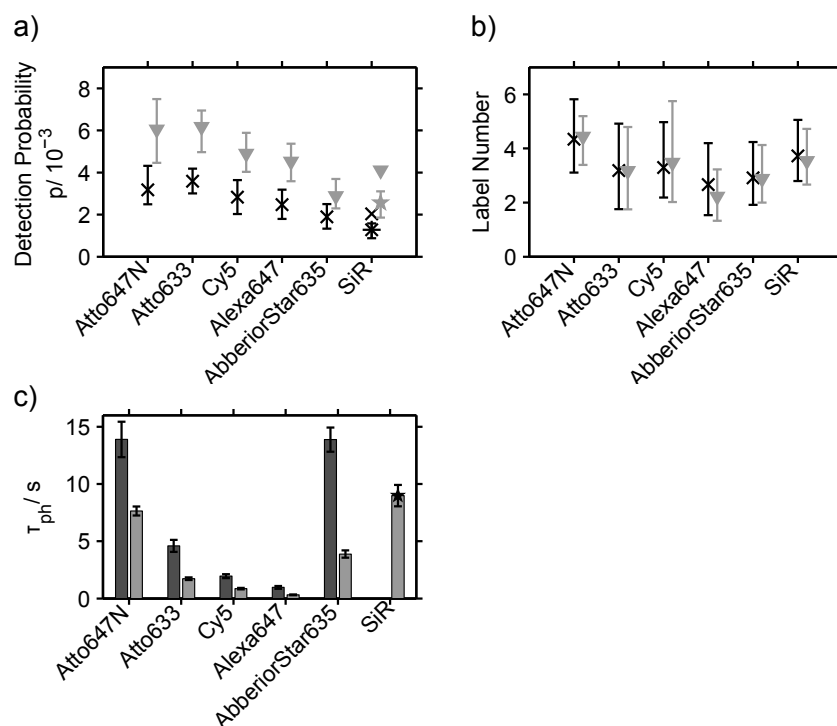 a)
Detection Probability
p/ 10⁻³
8
6
4
2
0
Atto647N
Atto633
Cy5
Alexa647
AbberiorStar635
SiR
b)
Label Number
6
4
2
0
Atto647N
Atto633
Cy5
Alexa647
AbberiorStar635
SiR
c)
τph/ s
15
10
5
0
Atto647N
Atto633
Cy5
Alexa647
AbberiorStar635
SiR